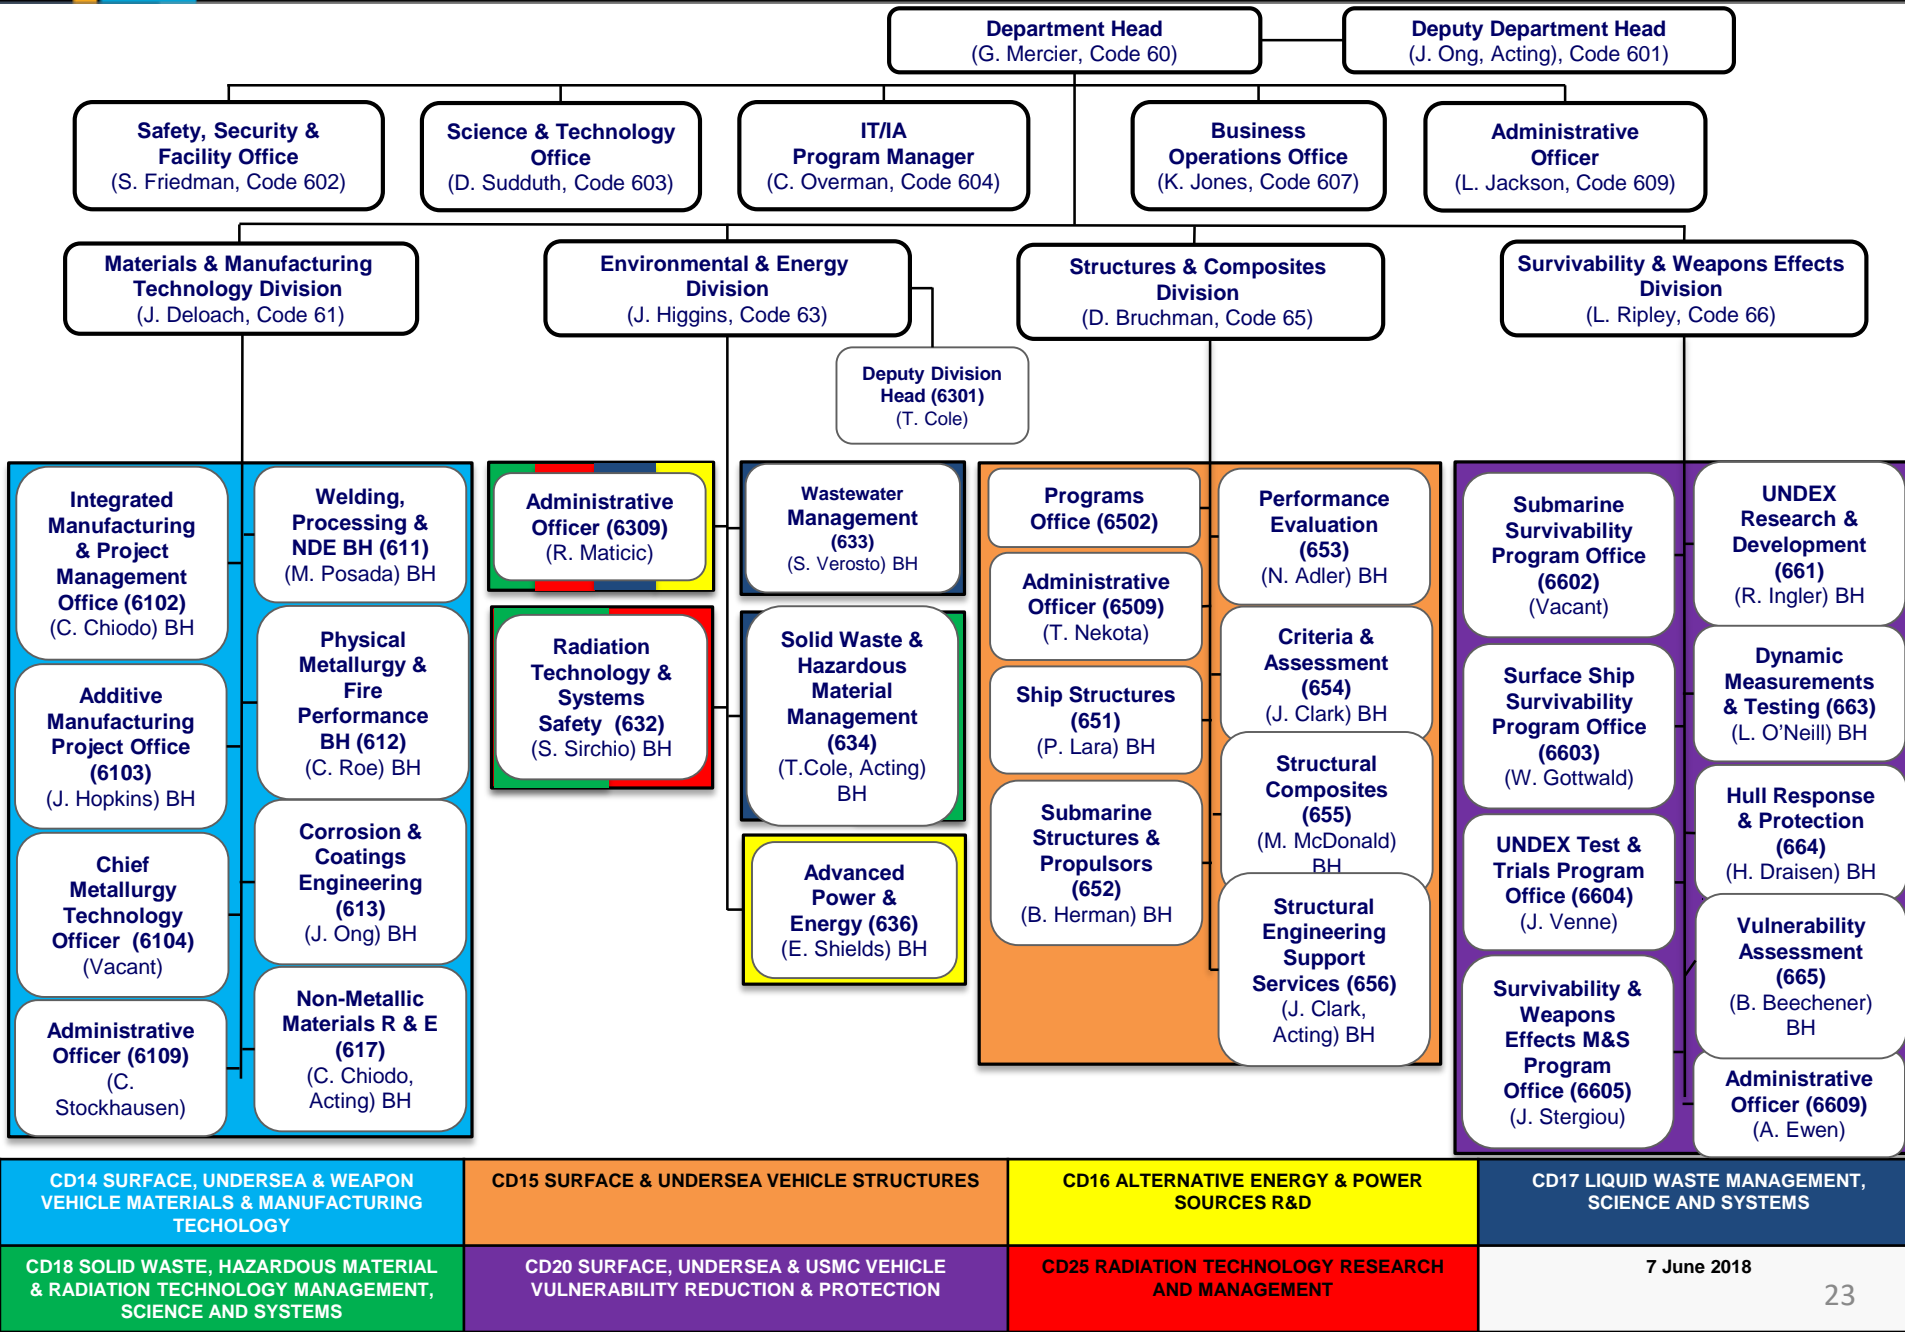 Department Head
(G. Mercier, Code 60)
Deputy Department Head
(J. Ong, Acting), Code 601)
Safety, Security &
Facility Office
(S. Friedman, Code 602)
Science & Technology
Office
(D. Sudduth, Code 603)
IT/IA
Program Manager
(C. Overman, Code 604)
Business
Operations Office
(K. Jones, Code 607)
Administrative
Officer
(L. Jackson, Code 609)
Materials & Manufacturing
Technology Division
(J. Deloach, Code 61)
Environmental & Energy
Division
(J. Higgins, Code 63)
Structures & Composites
Division
(D. Bruchman, Code 65)
Survivability & Weapons Effects
Division
(L. Ripley, Code 66)
Deputy Division
Head (6301)
(T. Cole)
Integrated
Manufacturing
& Project
Management
Office (6102)
(C. Chiodo) BH
Additive
Manufacturing
Project Office
(6103)
(J. Hopkins) BH
Chief
Metallurgy
Technology
Officer (6104)
(Vacant)
Administrative
Officer (6109)
(C.
Stockhausen)
Welding,
Processing &
NDE BH (611)
(M. Posada) BH
Physical
Metallurgy &
Fire
Performance
BH (612)
(C. Roe) BH
Corrosion &
Coatings
Engineering
(613)
(J. Ong) BH
Non-Metallic
Materials R & E
(617)
(C. Chiodo,
Acting) BH
Administrative
Officer (6309)
(R. Maticic)
Radiation
Technology &
Systems
Safety (632)
(S. Sirchio) BH
Wastewater
Management
(633)
(S. Verosto) BH
Solid Waste &
Hazardous
Material
Management
(634)
(T.Cole, Acting)
BH
Advanced
Power &
Energy (636)
(E. Shields) BH
Programs
Office (6502)
Administrative
Officer (6509)
(T. Nekota)
Ship Structures
(651)
(P. Lara) BH
Submarine
Structures &
Propulsors
(652)
(B. Herman) BH
Performance
Evaluation
(653)
(N. Adler) BH
Criteria &
Assessment
(654)
(J. Clark) BH
Structural
Composites
(655)
(M. McDonald)
BH
Structural
Engineering
Support
Services (656)
(J. Clark,
Acting) BH
Submarine
Survivability
Program Office
(6602)
(Vacant)
Surface Ship
Survivability
Program Office
(6603)
(W. Gottwald)
UNDEX Test &
Trials Program
Office (6604)
(J. Venne)
Survivability &
Weapons
Effects M&S
Program
Office (6605)
(J. Stergiou)
UNDEX
Research &
Development
(661)
(R. Ingler) BH
Dynamic
Measurements
& Testing (663)
(L. O’Neill) BH
Hull Response
& Protection
(664)
(H. Draisen) BH
Vulnerability
Assessment
(665)
(B. Beechener)
BH
Administrative
Officer (6609)
(A. Ewen)
CD14 SURFACE, UNDERSEA & WEAPON
VEHICLE MATERIALS & MANUFACTURING
TECHOLOGY
CD15 SURFACE & UNDERSEA VEHICLE STRUCTURES
CD16 ALTERNATIVE ENERGY & POWER
SOURCES R&D
CD17 LIQUID WASTE MANAGEMENT,
SCIENCE AND SYSTEMS
CD18 SOLID WASTE, HAZARDOUS MATERIAL
& RADIATION TECHNOLOGY MANAGEMENT,
SCIENCE AND SYSTEMS
CD20 SURFACE, UNDERSEA & USMC VEHICLE
VULNERABILITY REDUCTION & PROTECTION
CD25 RADIATION TECHNOLOGY RESEARCH
AND MANAGEMENT
7 June 2018
23